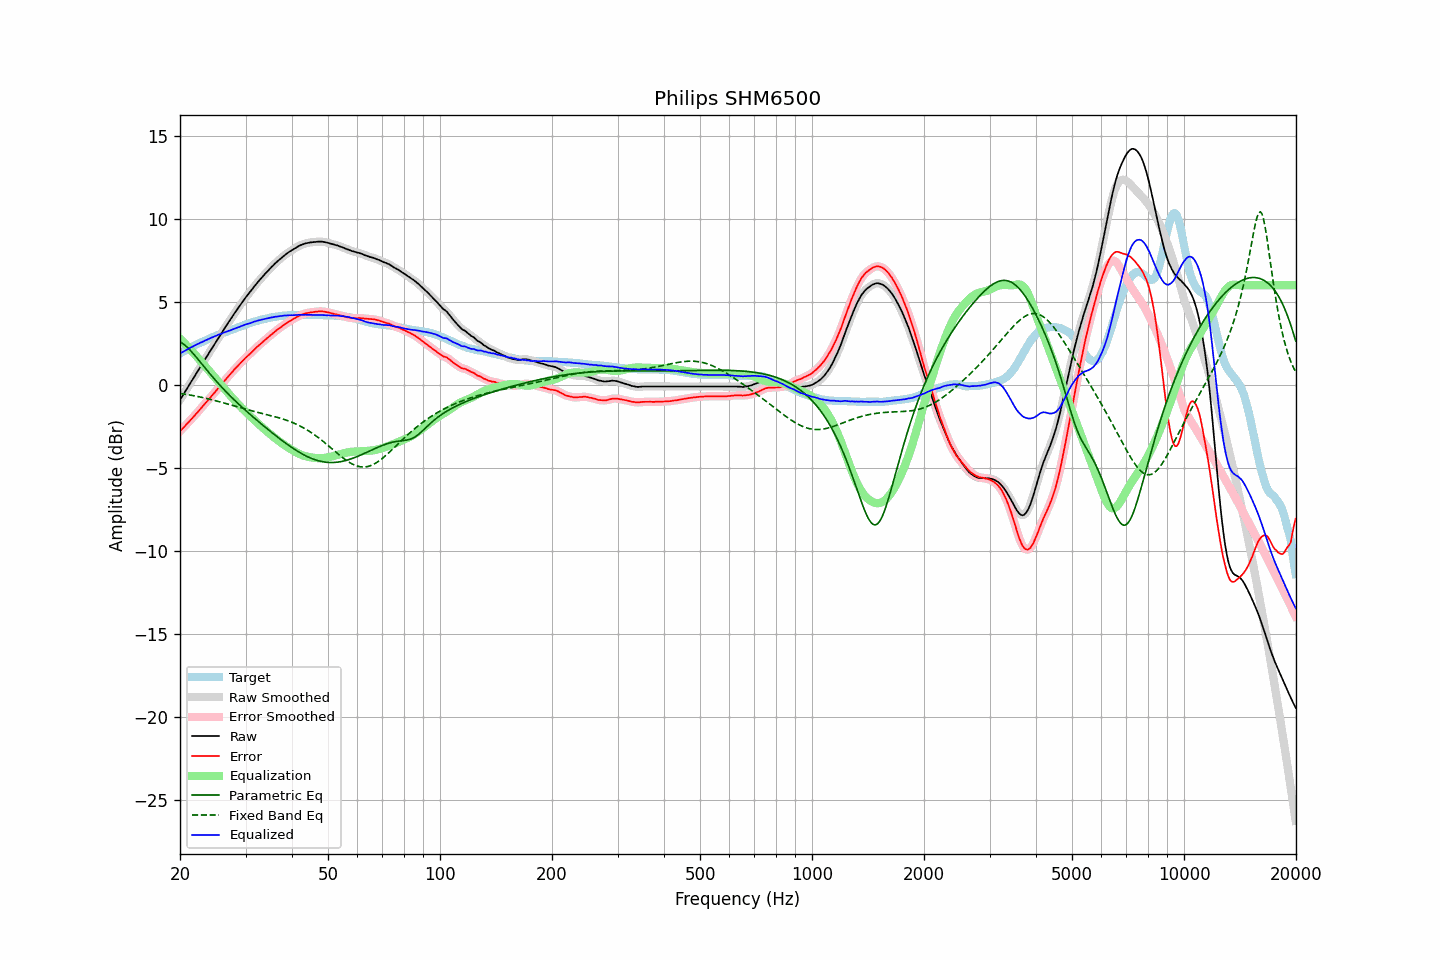 Philips SHM6500
15
10
5
0
−5
−10
−15
−20
−25
Amplitude (dBr)
Target
Raw Smoothed
Error Smoothed
Raw
Error
Equalization
Parametric Eq
Fixed Band Eq
Equalized
20 50 100 200 500 1000 2000 5000 10000 20000
Frequency (Hz)